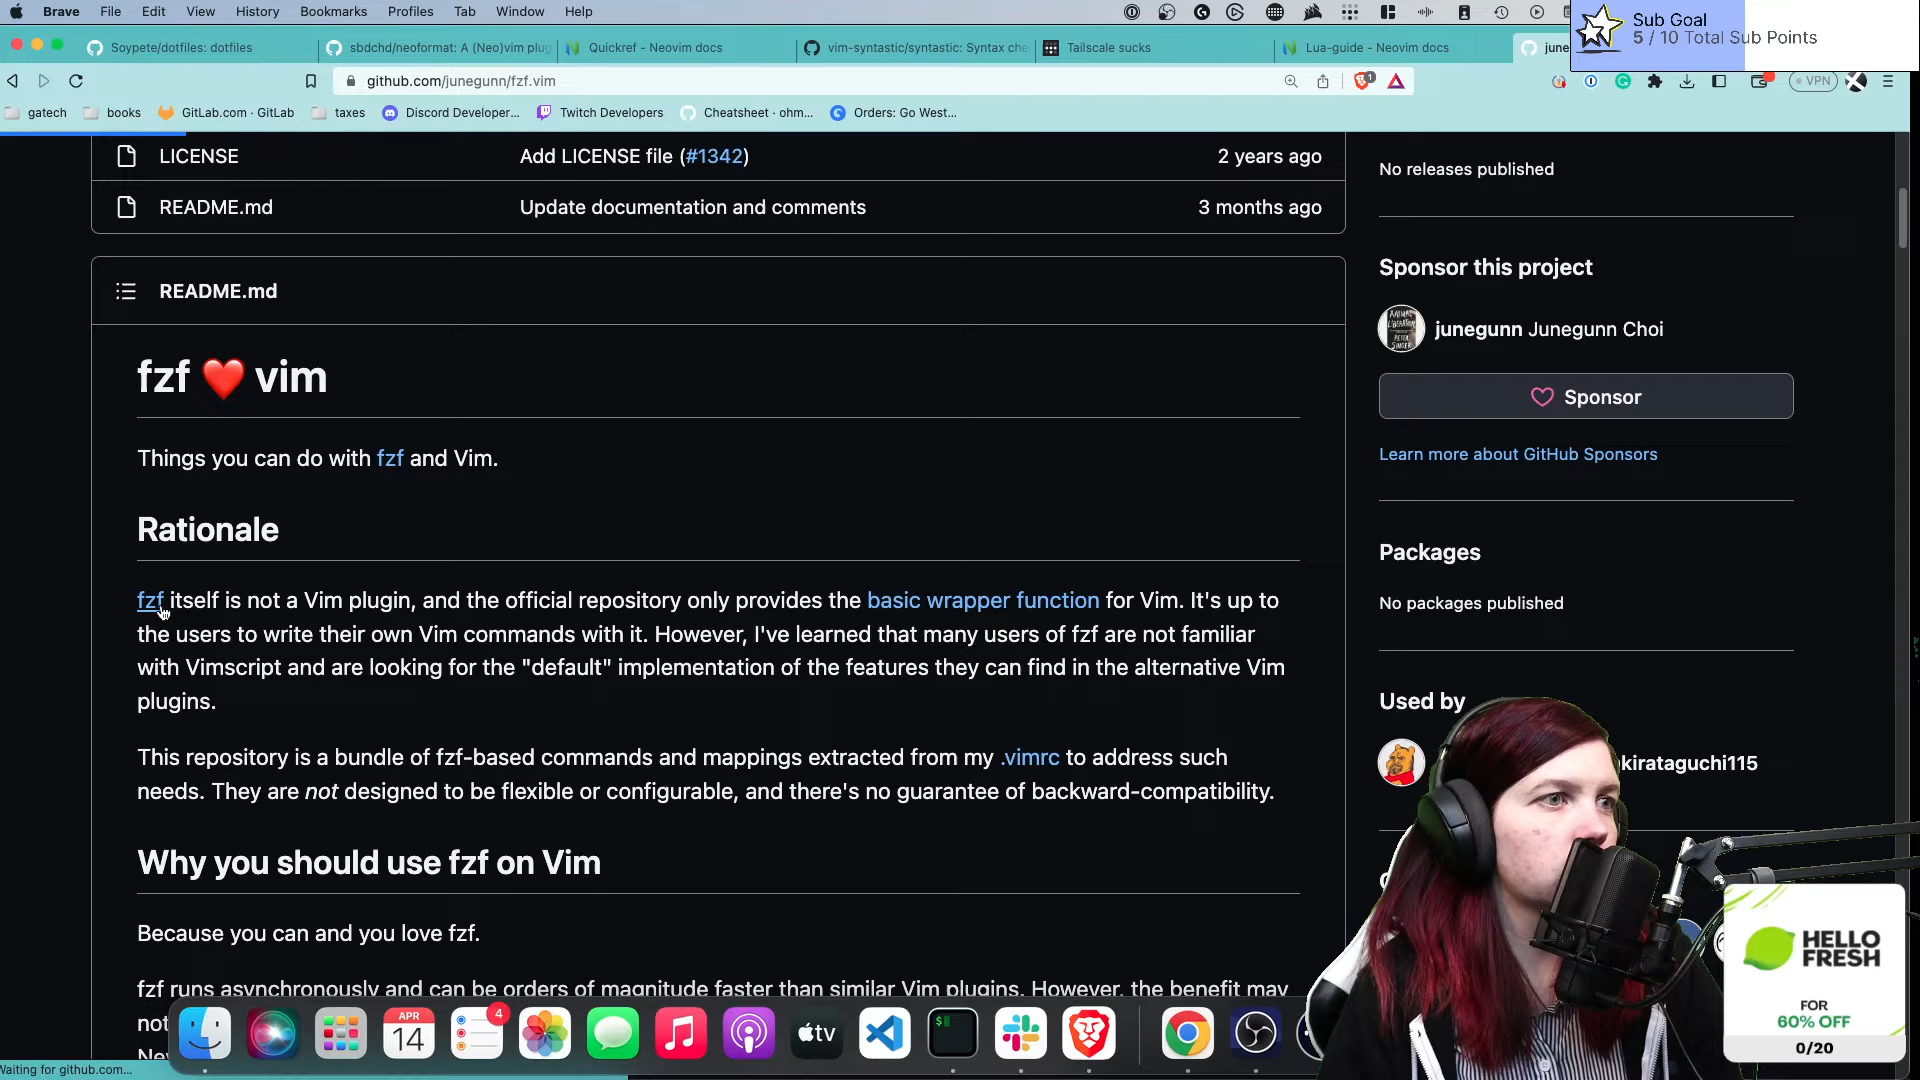 Brave File Edit View History Bookmarks Profiles Tab Window Help
Sub Goal
5 / 10 Total Sub Points
Soypete/dotfiles: dotfiles
sbdchd/neoformat: A (Neo)vim plug
Quickref - Neovim docs
vim-syntastic/syntastic: Syntax che
Tailscale sucks
Lua-guide - Neovim docs
june
github.com/junegunn/fzf.vim
1
VPN
gatech
books
GitLab.com · GitLab
taxes
Discord Developer...
Twitch Developers
Cheatsheet · ohm...
Orders: Go West...
LICENSE Add LICENSE file (#1342) 2 years ago
README.md Update documentation and comments 3 months ago
README.md
fzf ❤️ vim
Things you can do with fzf and Vim.
Rationale
fzf itself is not a Vim plugin, and the official repository only provides the basic wrapper function for Vim. It's up to
the users to write their own Vim commands with it. However, I've learned that many users of fzf are not familiar
with Vimscript and are looking for the "default" implementation of the features they can find in the alternative Vim
plugins.
This repository is a bundle of fzf-based commands and mappings extracted from my .vimrc to address such
needs. They are not designed to be flexible or configurable, and there's no guarantee of backward-compatibility.
Why you should use fzf on Vim
Because you can and you love fzf.
fzf runs asynchronously and can be orders of magnitude faster than similar Vim plugins. However, the benefit may
not
No releases published
Sponsor this project
junegunn Junegunn Choi
Sponsor
Learn more about GitHub Sponsors
Packages
No packages published
Used by
kirataguchi115
HELLO
FRESH
FOR
60% OFF
0/20
APR
14
4
tv
$
Waiting for github.com...